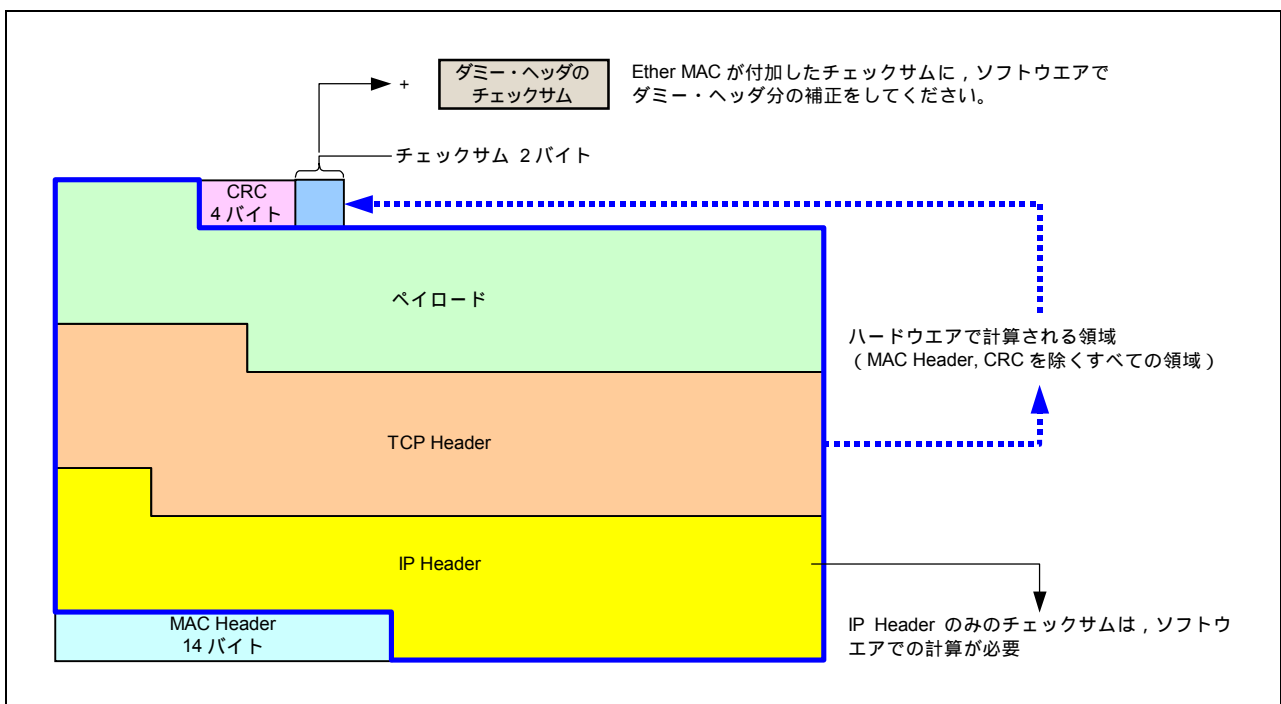 +
ダミー・ヘッダの
チェックサム
Ether MAC が付加したチェックサムに，ソフトウエアで
ダミー・ヘッダ分の補正をしてください。
チェックサム 2 バイト
CRC
4 バイト
ペイロード
ハードウエアで計算される領域
（MAC Header, CRC を除くすべての領域）
TCP Header
IP Header
MAC Header
14 バイト
IP Header のみのチェックサムは，ソフトウ
エアでの計算が必要